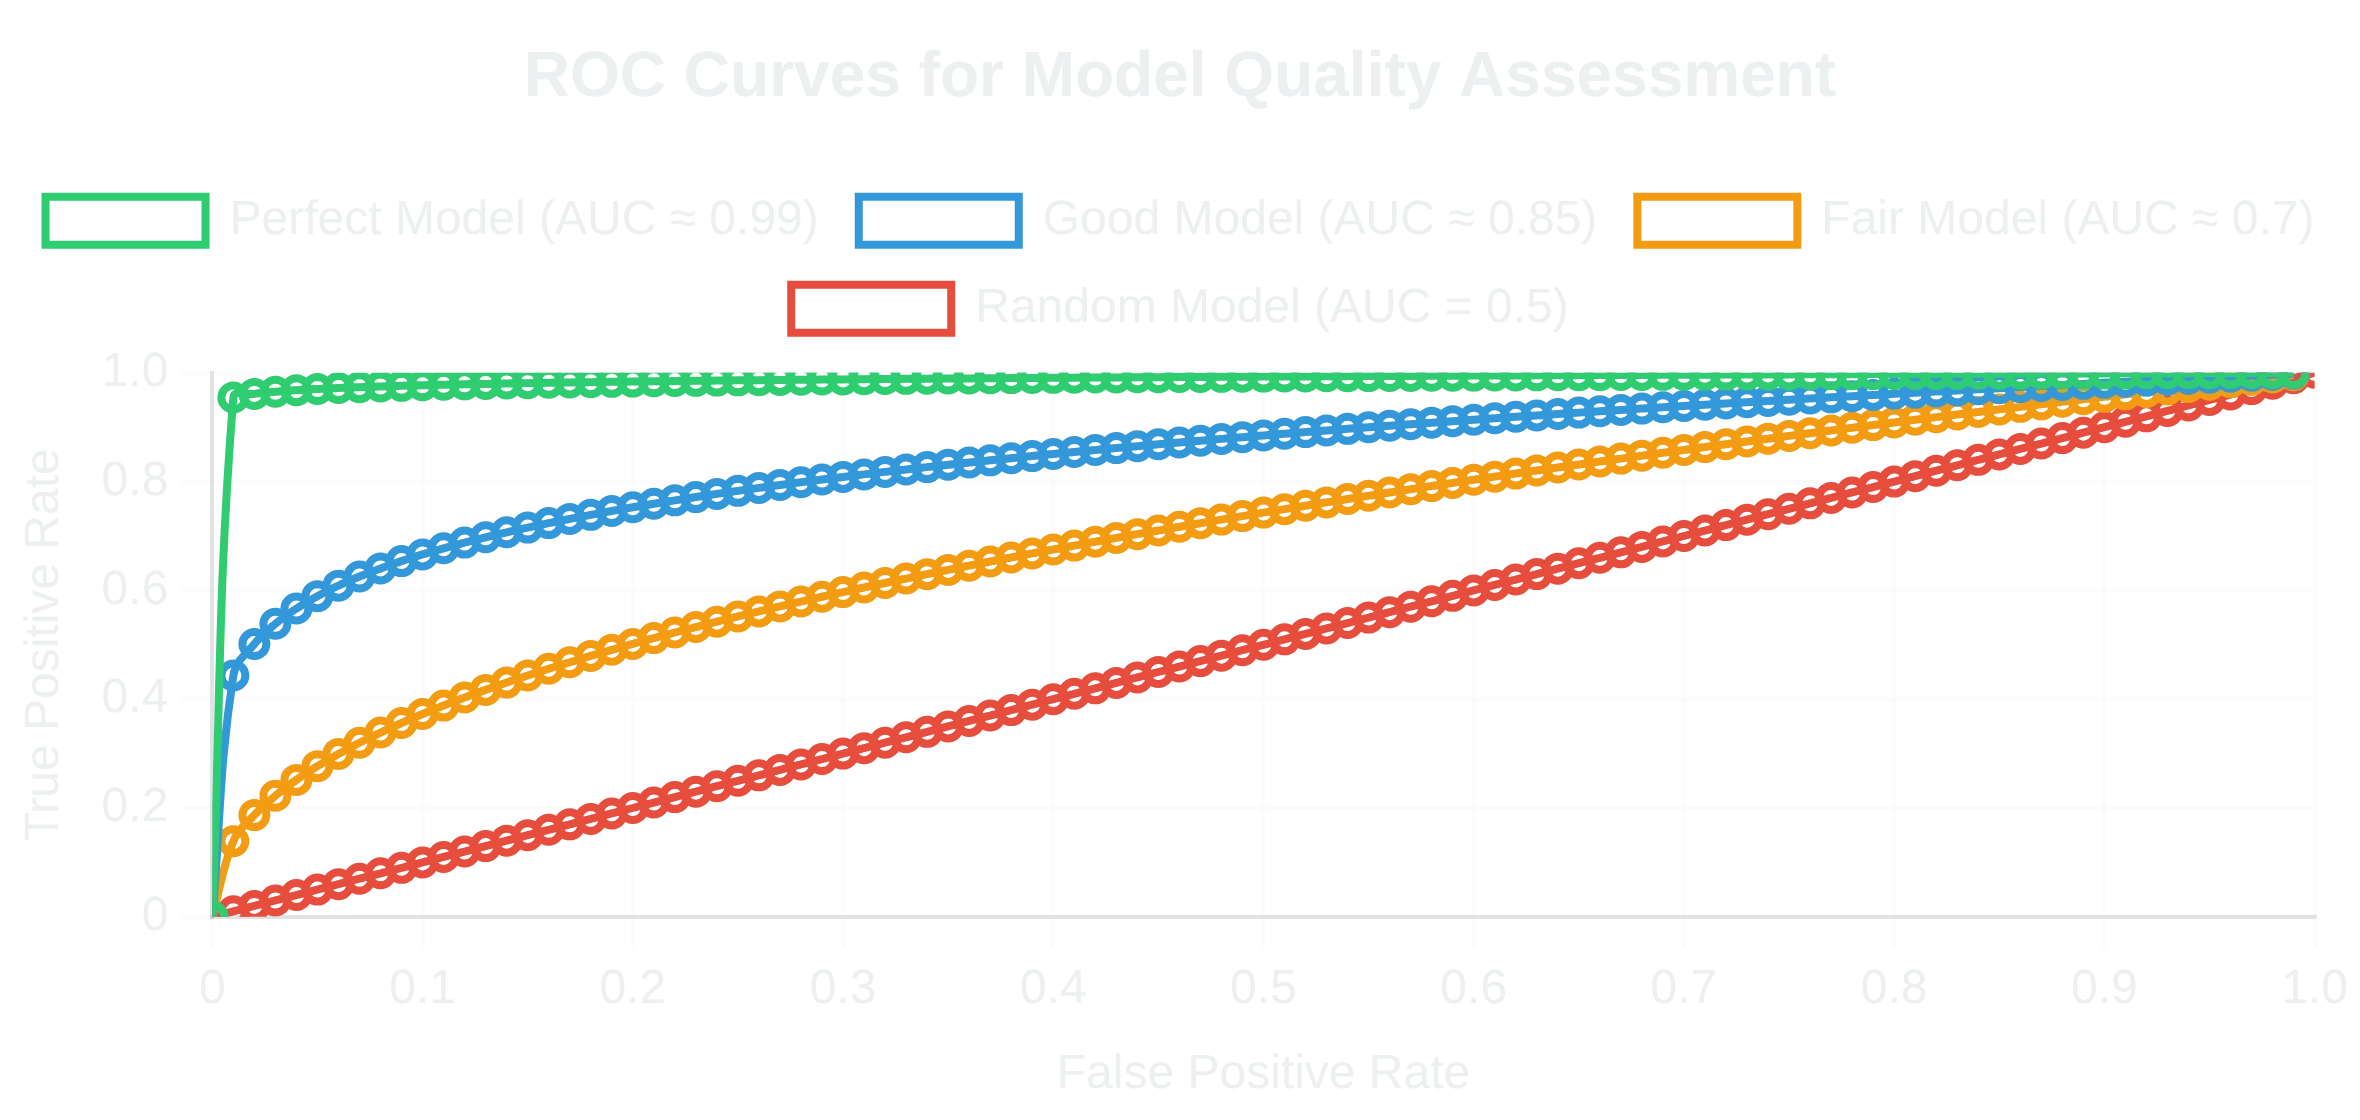 ROC Curves for Model Quality Assessment
Perfect Model (AUC ≈ 0.99) Good Model (AUC ≈ 0.85) Fair Model (AUC ≈ 0.7)
Random Model (AUC = 0.5)
True Positive Rate
1.0
0.8
0.6
0.4
0.2
0
0 0.1 0.2 0.3 0.4 0.5 0.6 0.7 0.8 0.9 1.0
False Positive Rate